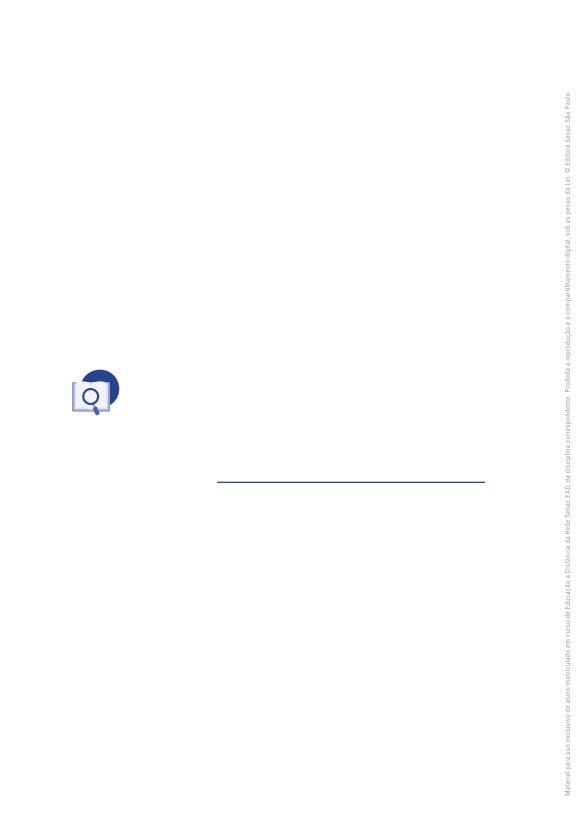 Material para uso exclusivo de aluno matriculado em curso de Educação a Distância da Rede Senac EAD, da disciplina correspondente. Proibida a reprodução e o compartilhamento digital, sob as penas da Lei. © Editora Senac São Paulo.